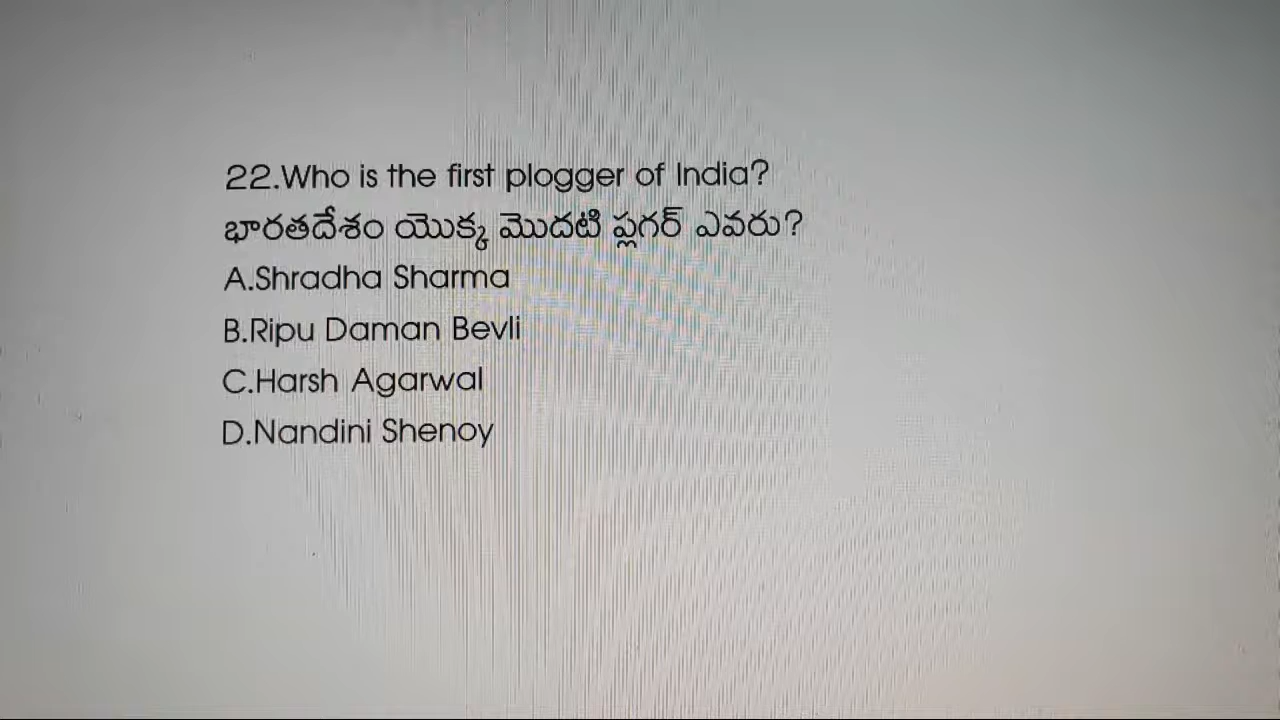 22.Who is the first plogger of India?
భారతదేశం యొక్క మొదటి ప్లగర్ ఎవరు?
A.Shradha Sharma
B.Ripu Daman Bevli
C.Harsh Agarwal
D.Nandini Shenoy